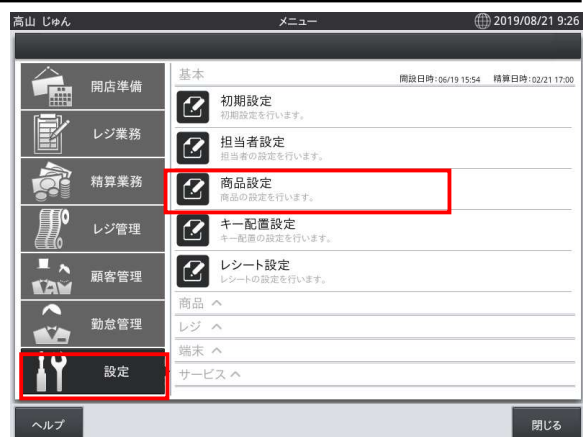 高山 じゅん
メニュー
2019/08/21 9:26
開店準備
レジ業務
精算業務
レジ管理
顧客管理
勤怠管理
設定
基本
開設日時:06/19 15:54 精算日時:02/21 17:00
初期設定
初期設定を行います。
担当者設定
担当者の設定を行います。
商品設定
商品の設定を行います。
キー配置設定
キー配置の設定を行います。
レシート設定
レシートの設定を行います。
商品 ヘ
レジ ヘ
端末 ヘ
サービス ヘ
ヘルプ
閉じる